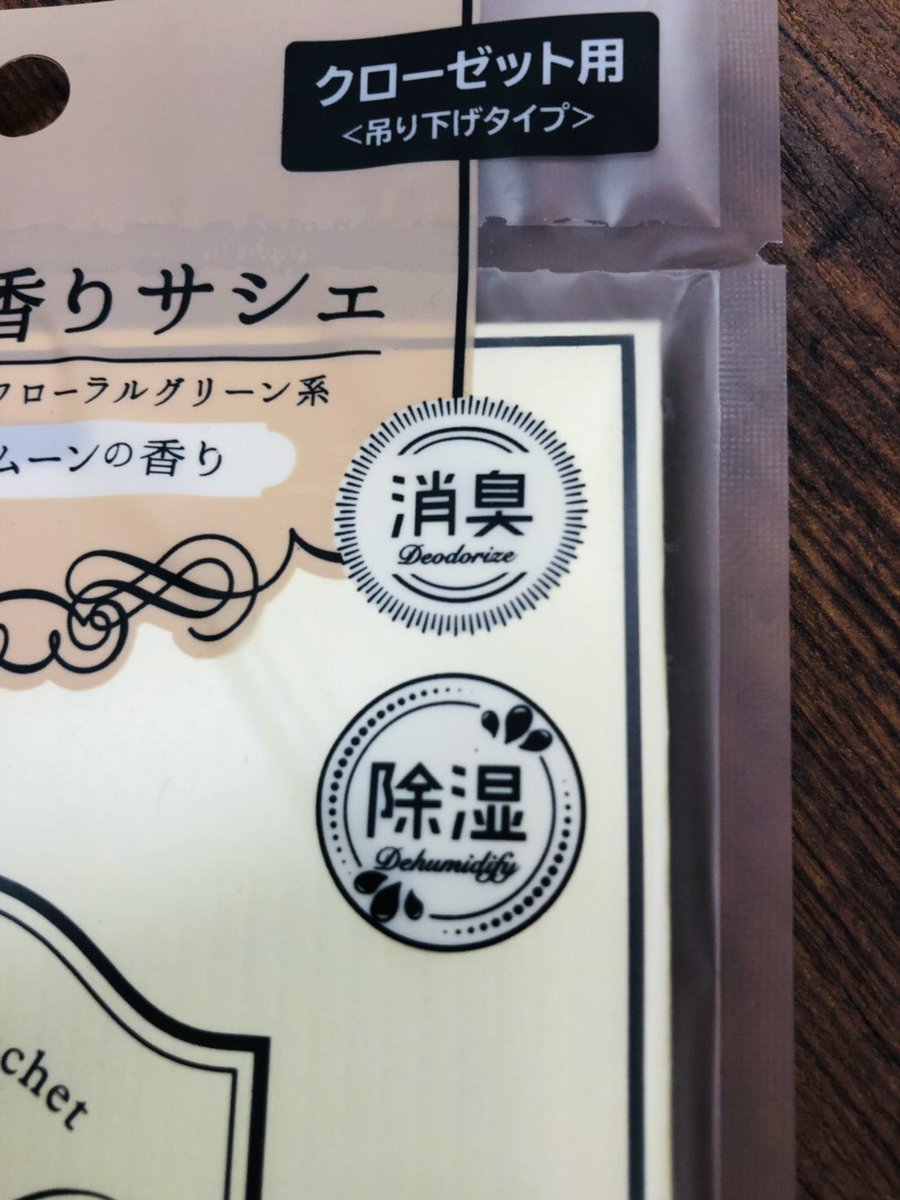 クローゼット用
<吊り下げタイプ>
香りサシェ
フローラルグリーン系
ムーンの香り
消臭
Deodorize
除湿
Dehumidify
chet